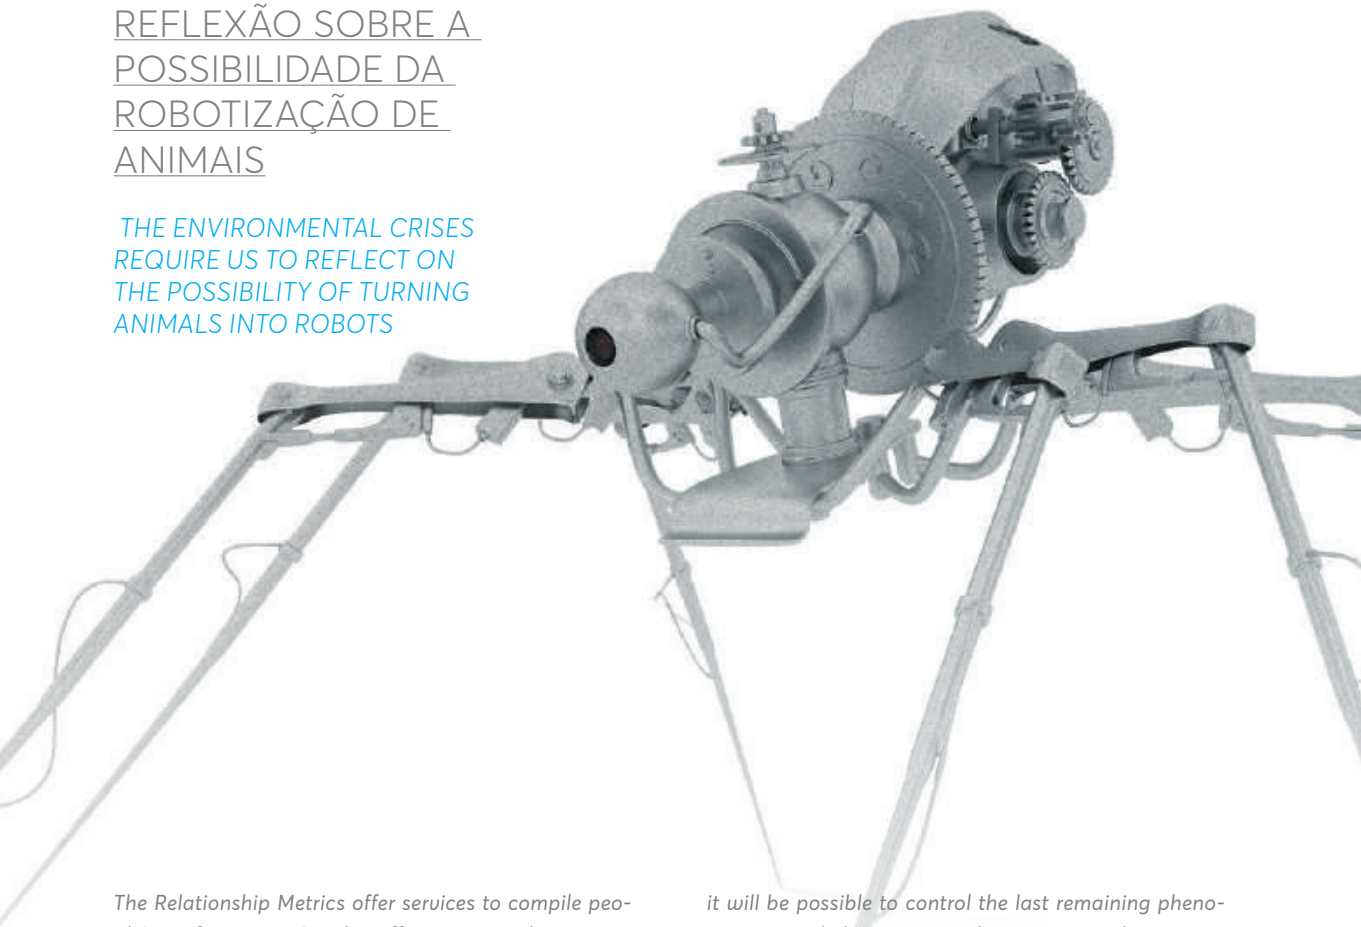 REFLEXÃO SOBRE A
POSSIBILIDADE DA
ROBOTIZAÇÃO DE
ANIMAIS
THE ENVIRONMENTAL CRISES
REQUIRE US TO REFLECT ON
THE POSSIBILITY OF TURNING
ANIMALS INTO ROBOTS
The Relationship Metrics offer services to compile peo-
it will be possible to control the last remaining pheno-